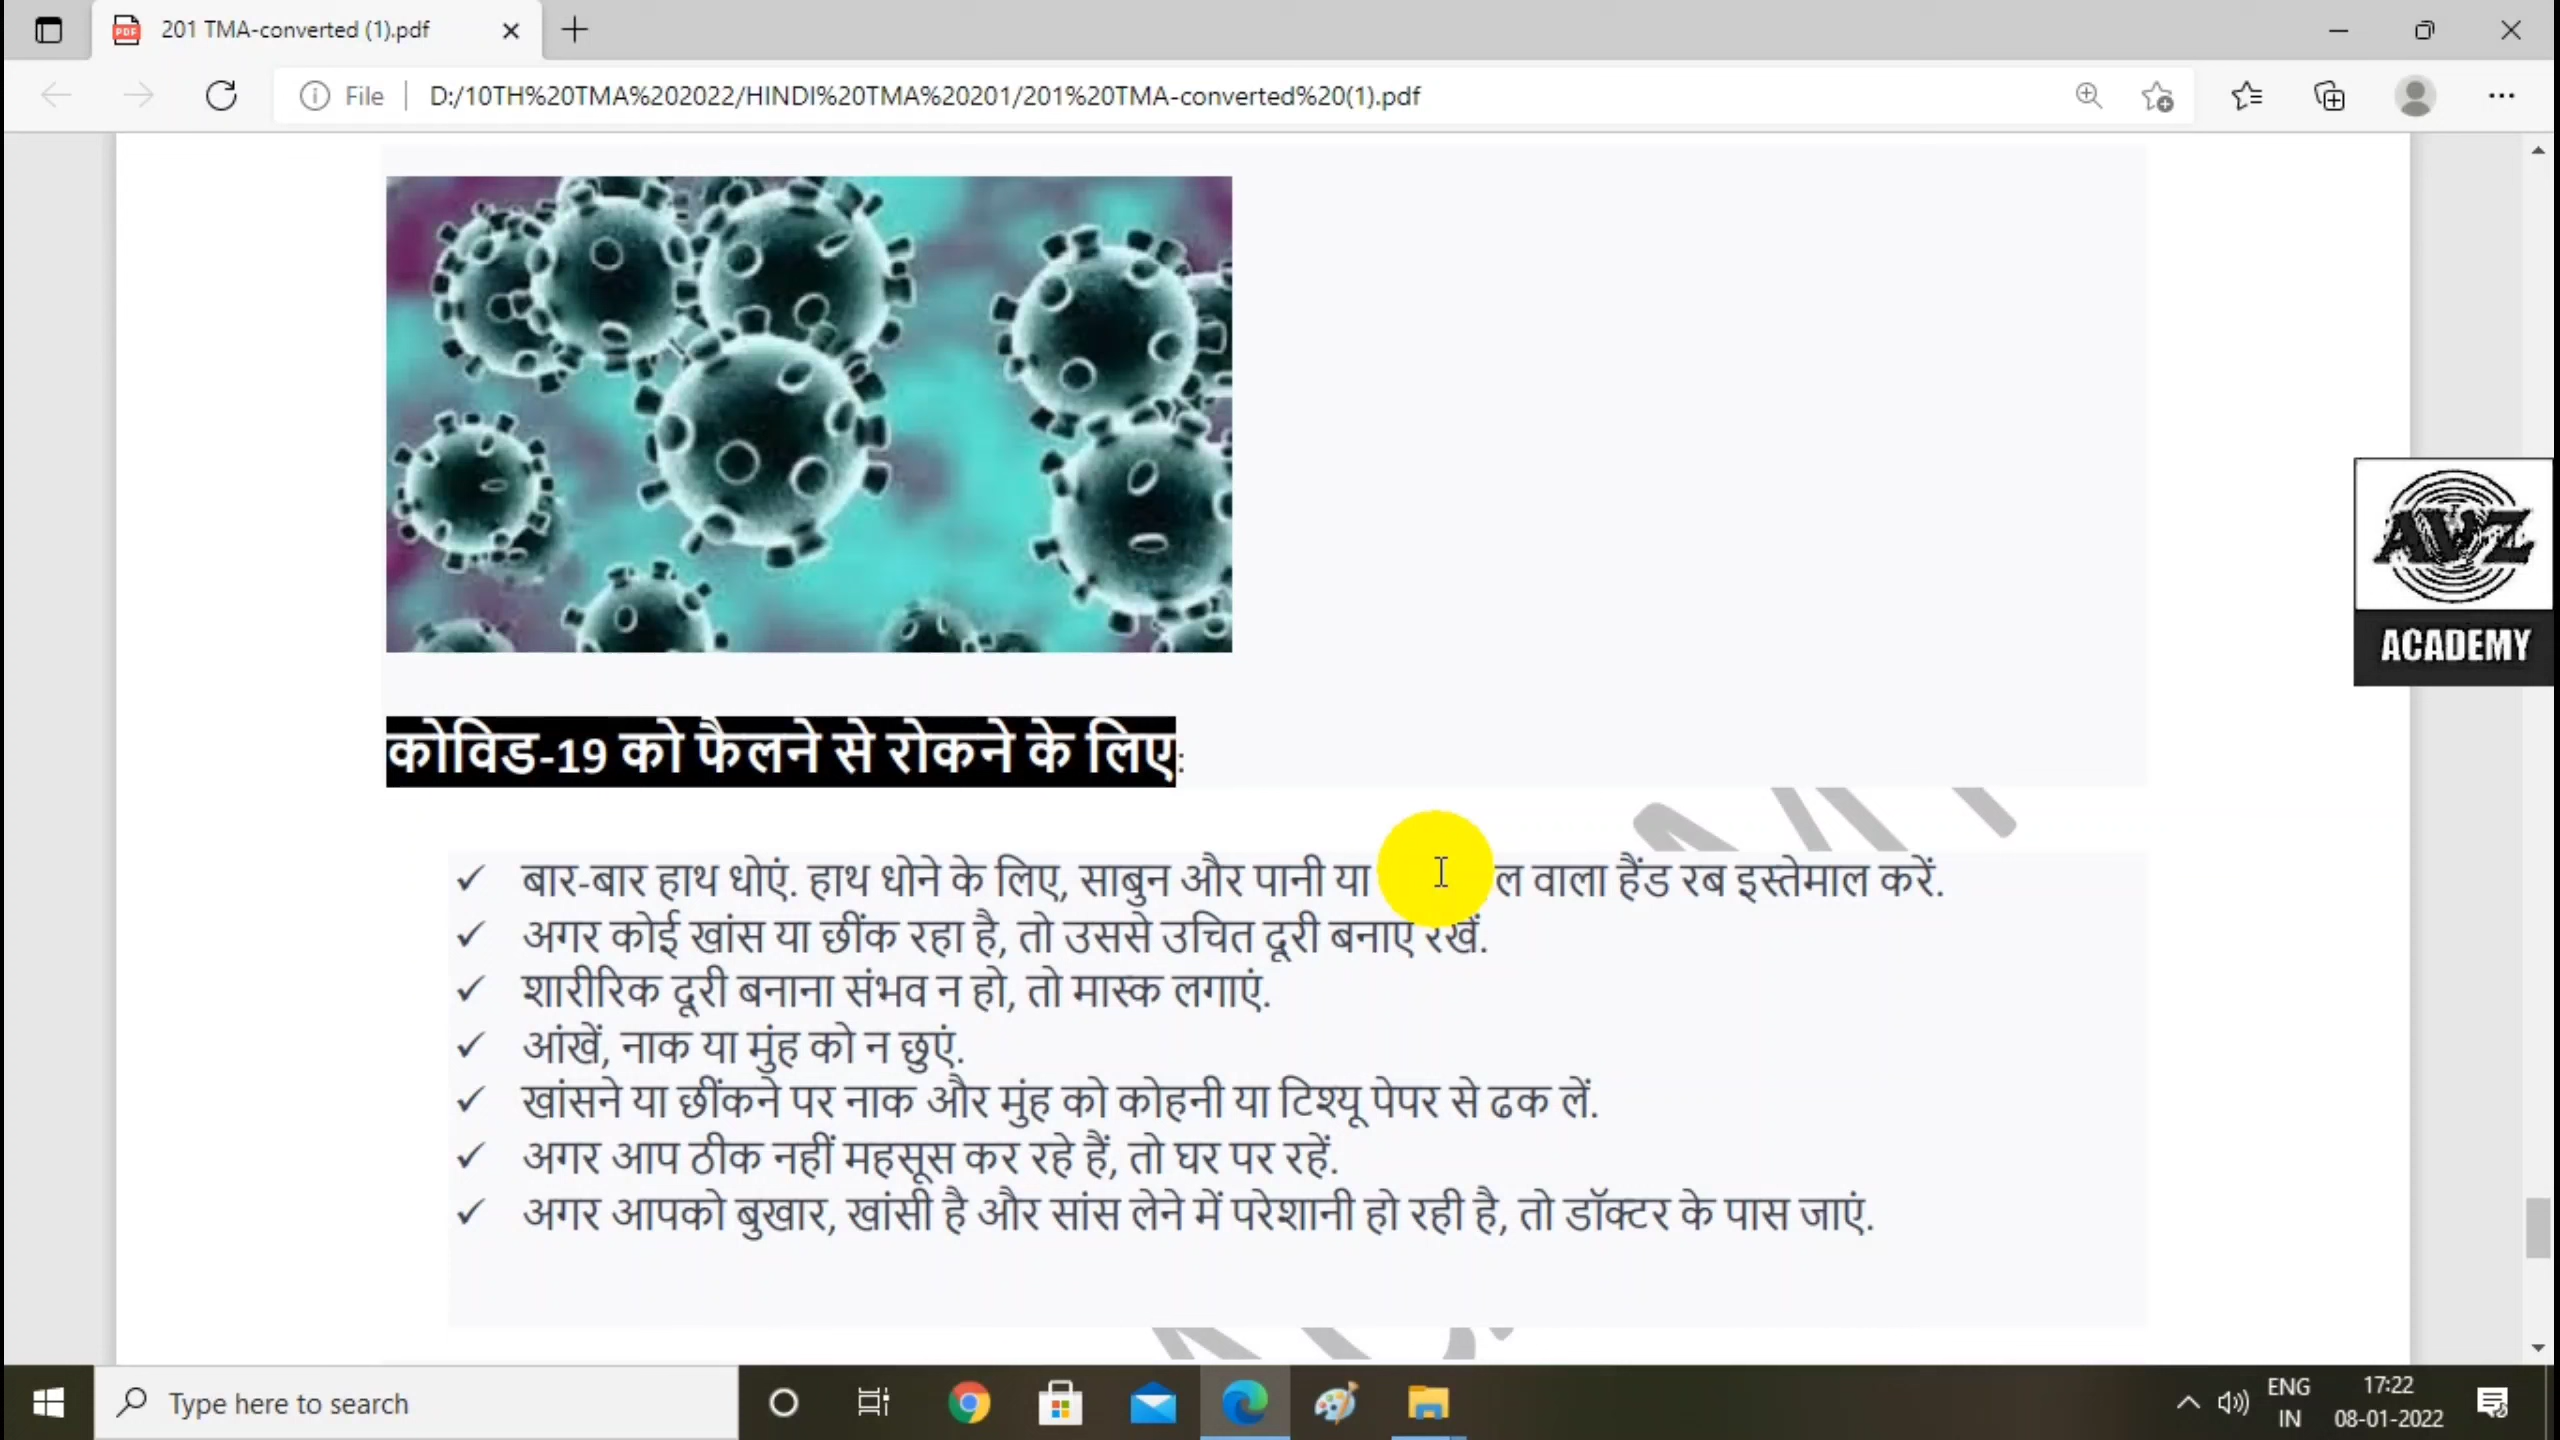 201 TMA-converted (1).pdf
File
D:/10TH%20TMA%202022/HINDI%20TMA%20201/201%20TMA-converted%20(1).pdf
AVZ
ACADEMY
कोविड-19 को फैलने से रोकने के लिए:
बार-बार हाथ धोएं. हाथ धोने के लिए, साबुन और पानी या वाला हैंड रब इस्तेमाल करें.
अगर कोई खांस या छींक रहा है, तो उससे उचित दूरी बनाए रखें.
शारीरिक दूरी बनाना संभव न हो, तो मास्क लगाएं.
आंखें, नाक या मुंह को न छुएं.
खांसने या छींकने पर नाक और मुंह को कोहनी या टिश्यू पेपर से ढक लें.
अगर आप ठीक नहीं महसूस कर रहे हैं, तो घर पर रहें.
अगर आपको बुखार, खांसी है और सांस लेने में परेशानी हो रही है, तो डॉक्टर के पास जाएं.
Type here to search
ENG
IN
17:22
08-01-2022